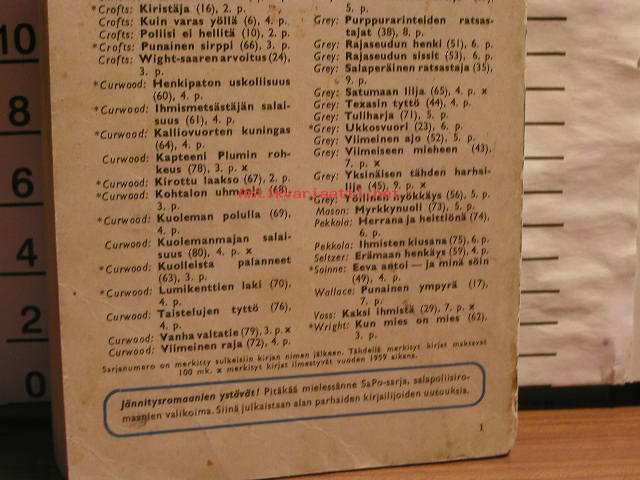 *Crofts: Kiristäjä (16), 2. p.
Crofts: Kuin varas yöllä (6), 4. p.
Crofts: Poliisi ei hellitä (10), 2. p.
*Crofts: Punainen sirppi (66), 3. p.
Crofts: Wight-saaren arvoitus (24),
3. p.
*Curwood: Henkipaton uskollisuus
(60), 4. p.
*Curwood: Ihmismetsästäjän salai-
suus (61), 4. p.
*Curwood: Kalliovuorten kuningas
(64), 4. p.
Curwood: Kapteeni Plumin roh-
keus (78), 3. p. x
*Curwood: Kirottu laakso (67), 2. p.
*Curwood: Kohtalon uhmaaja (68),
3. p.
*Curwood: Kuoleman polulla (69),
4. p.
Curwood: Kuolemanmajan salai-
suus (80), 4. p. x
*Curwood: Kuolleista palanneet
(63), 3. p.
*Curwood: Lumikenttien laki (70),
4. p.
Curwood: Taistelujen tyttö (76),
4. p.
Curwood: Vanha valtatie (79), 3. p. x
Curwood: Viimeinen raja (72), 4. p.
5. p.
Grey: Purppurarinteiden ratsas-
tajat (38), 8. p.
Grey: Rajaseudun henki (51), 6. p.
Grey: Rajaseudun sissit (53), 6. p.
Grey: Salaperäinen ratsastaja (35),
9. p.
Grey: Satumaan lilja (65), 4. p. x
Grey: Texasin tyttö (44), 4. p.
Grey: Tuliharja (71), 5. p.
*Grey: Ukkosvuori (23), 6. p.
Grey: Viimeinen ajo (52), 5. p.
Grey: Viimeiseen mieheen (43),
7. p. x
Grey: Yksinäisen tähden harhai-
lija (45), 9. p. x
*Grey: Yöllinen hyökkäys (56), 5. p.
Mason: Myrkkynuoli (73), 5. p.
Pekkola: Herrana ja heittiönä (74),
6. p.
Pekkola: Ihmisten kiusana (75), 6. p.
Seltzer: Erämaan henkäys (59), 4. p.
*Soinne: Eeva antoi — ja minä söin
(49), 4. p.
Wallace: Punainen ympyrä (17),
7. p.
Voss: Kaksi ihmistä (29), 7. p. x
*Wright: Kun mies on mies (62),
3. p.
Sarjanumero on merkitty sulkeisiin kirjan nimen jälkeen. Tähdellä merkityt kirjat maksavat
100 mk. x merkityt kirjat ilmestyvät vuoden 1959 aikana.
Jännitysromaanien ystävät! Pitäkää mielessänne SaPo-sarja, salapoliisiro-
maanien valikoima. Siinä julkaistaan alan parhaiden kirjailijoiden uutuuksia.
1
10
8
6
4
2
0